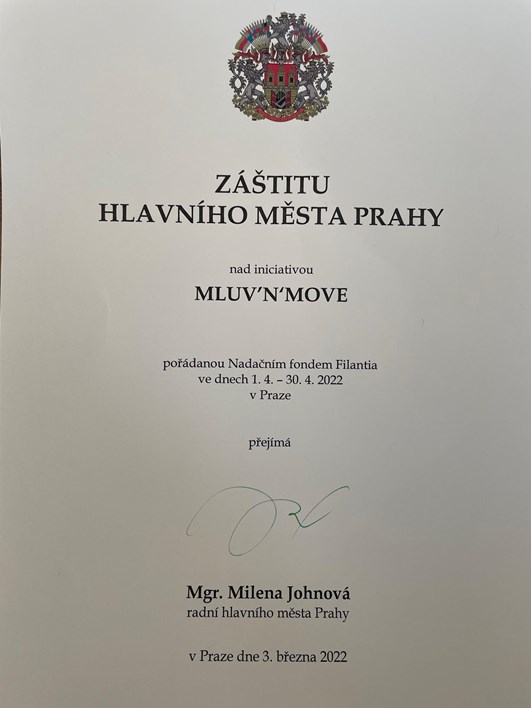 ZÁŠTITU
HLAVNÍHO MĚSTA PRAHY
nad iniciativou
MLUV’N‘MOVE
pořádanou Nadačním fondem Filantia
ve dnech 1. 4. – 30. 4. 2022
v Praze
přejímá
Mgr. Milena Johnová
radní hlavního města Prahy
v Praze dne 3. března 2022